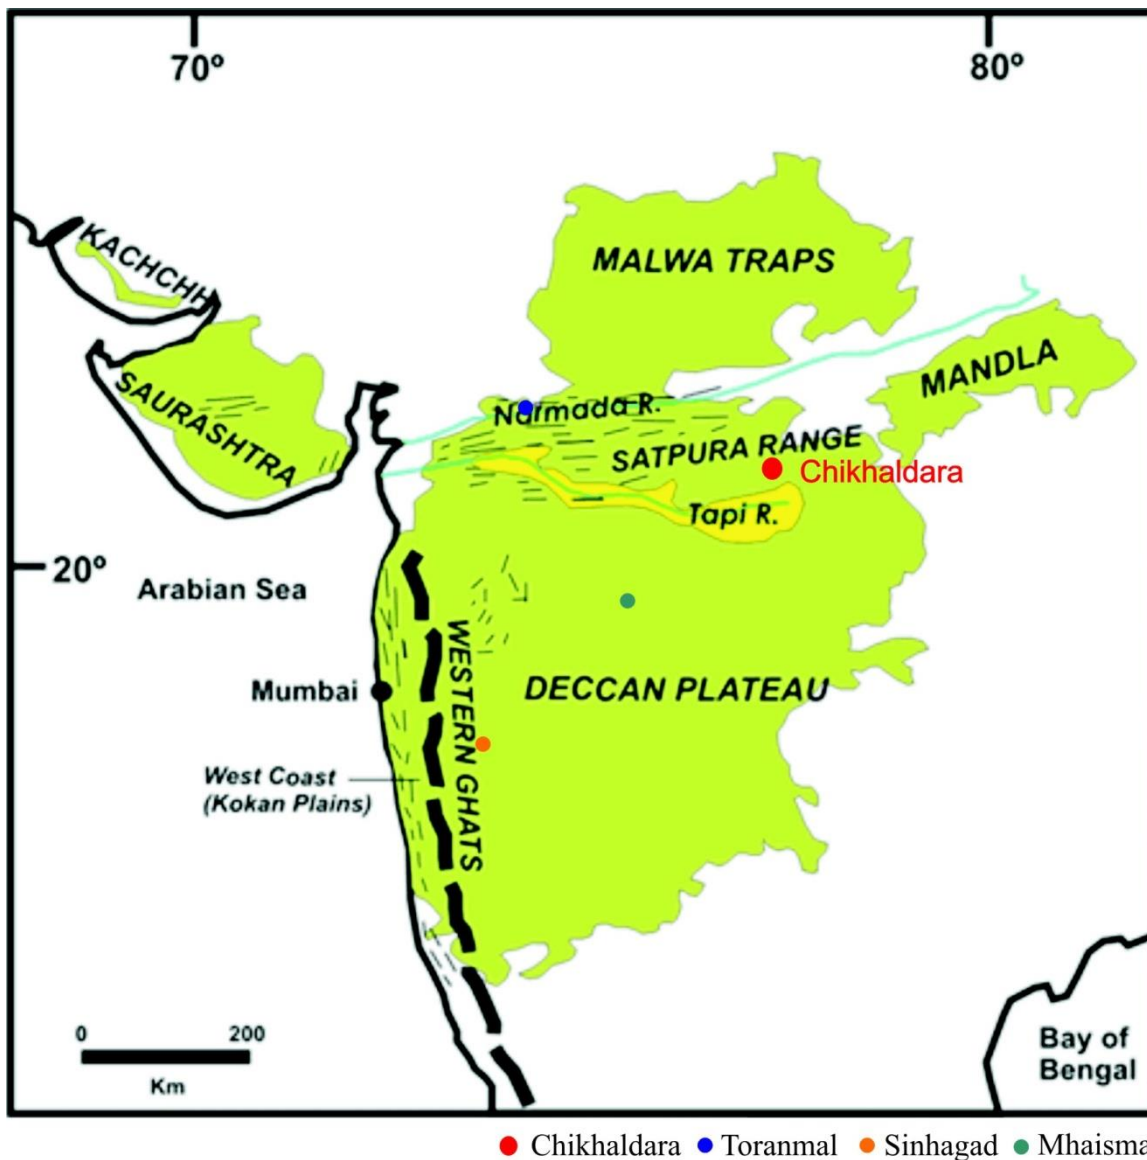 70º
80º
KACHCHH
MALWA TRAPS
SAURASHTRA
MANDLA
Narmada R.
SATPURA RANGE
Chikhaldara
Tapi R.
20º
Arabian Sea
WESTERN GHATS
Mumbai
DECCAN PLATEAU
West Coast
(Kokan Plains)
0 200
Km
Bay of
Bengal
Chikhaldara Toranmal Sinhagad Mhaisma